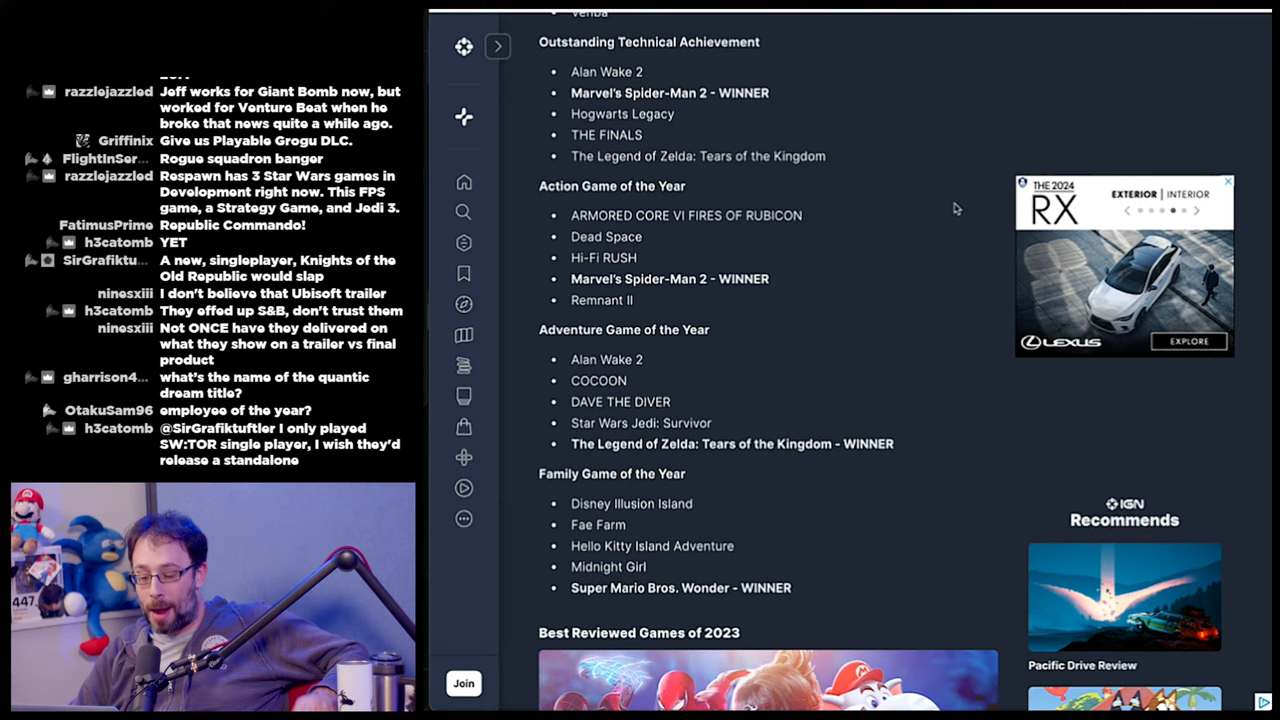 razzlejazzled Jeff works for Giant Bomb now, but
worked for Venture Beat when he
broke that news quite a while ago.
Griffinix Give us Playable Grogu DLC.
FlightInSer... Rogue squadron banger
razzlejazzled Respawn has 3 Star Wars games in
Development right now. This FPS
game, a Strategy Game, and Jedi 3.
FatimusPrime Republic Commando!
h3catomb YET
SirGrafiktu... A new, singleplayer, Knights of the
Old Republic would slap
ninesxiii I don't believe that Ubisoft trailer
h3catomb They effed up S&B, don't trust them
ninesxiii Not ONCE have they delivered on
what they show on a trailer vs final
product
gharrison4... what's the name of the quantic
dream title?
OtakuSam96 employee of the year?
h3catomb @SirGrafiktuftler I only played
SW:TOR single player, I wish they'd
release a standalone
447
Join
Venba
Outstanding Technical Achievement
• Alan Wake 2
• Marvel's Spider-Man 2 - WINNER
• Hogwarts Legacy
• THE FINALS
• The Legend of Zelda: Tears of the Kingdom
Action Game of the Year
• ARMORED CORE VI FIRES OF RUBICON
• Dead Space
• Hi-Fi RUSH
• Marvel's Spider-Man 2 - WINNER
• Remnant II
Adventure Game of the Year
• Alan Wake 2
• COCOON
• DAVE THE DIVER
• Star Wars Jedi: Survivor
• The Legend of Zelda: Tears of the Kingdom - WINNER
Family Game of the Year
• Disney Illusion Island
• Fae Farm
• Hello Kitty Island Adventure
• Midnight Girl
• Super Mario Bros. Wonder - WINNER
Best Reviewed Games of 2023
THE 2024
RX
EXTERIOR | INTERIOR
LEXUS
EXPLORE
IGN
Recommends
Pacific Drive Review